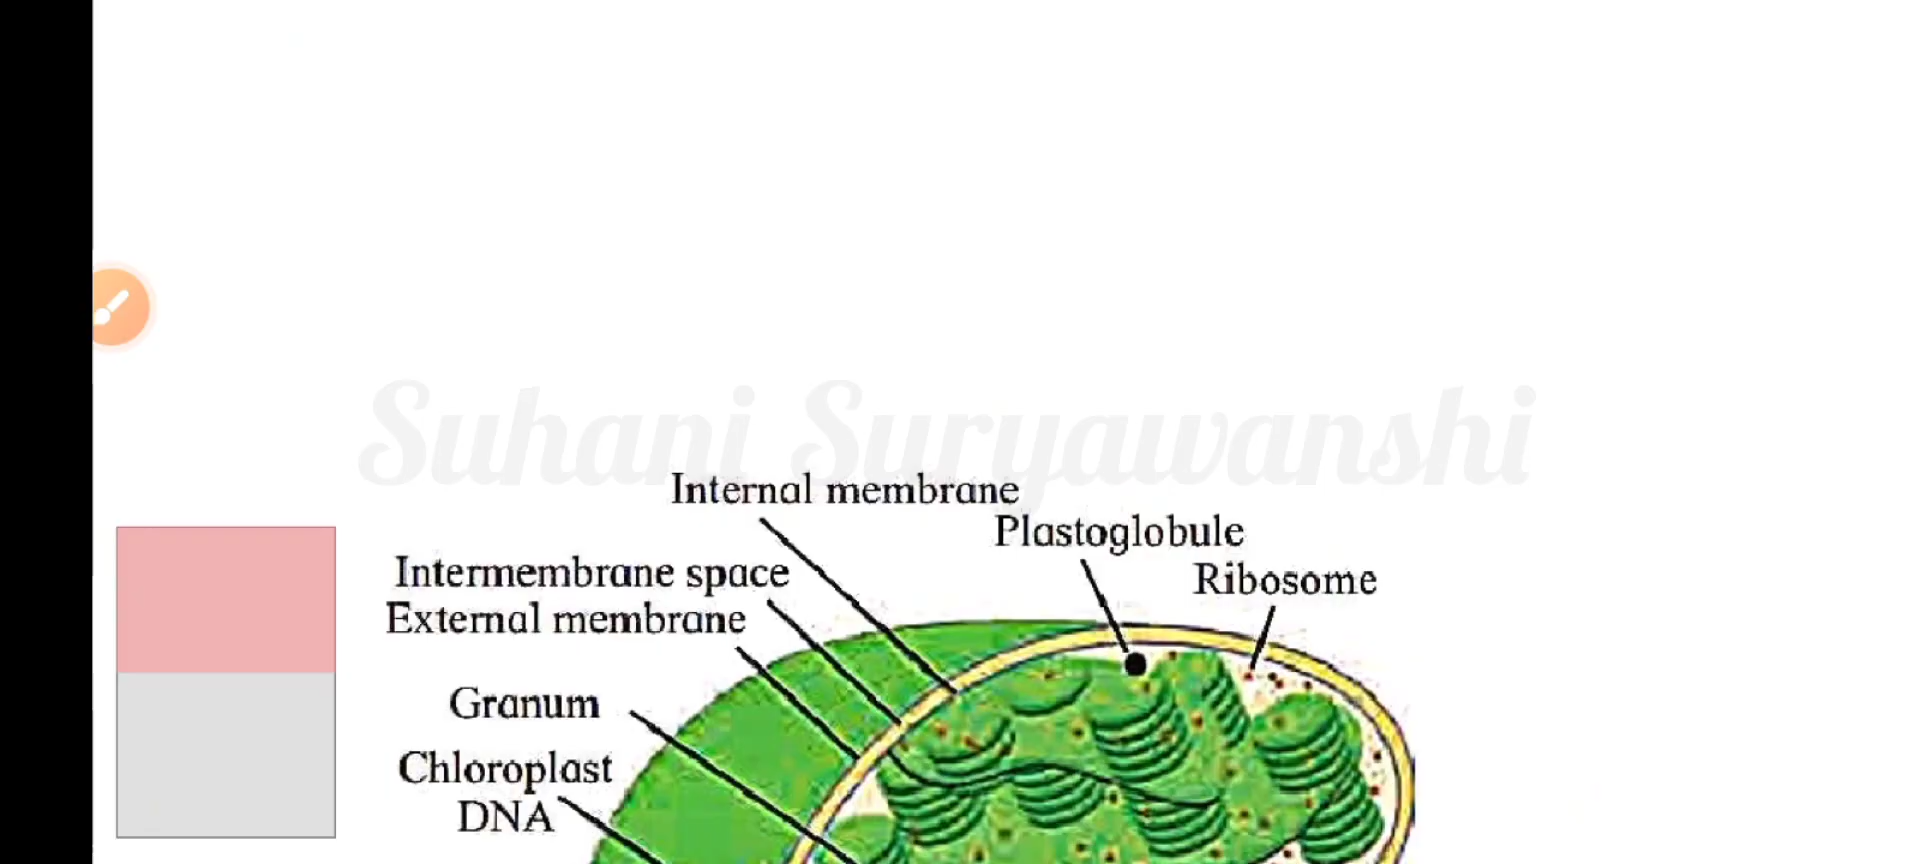 Suhani Suryawanshi
Internal membrane
Plastoglobule
Intermembrane space
Ribosome
External membrane
Granum
Chloroplast
DNA